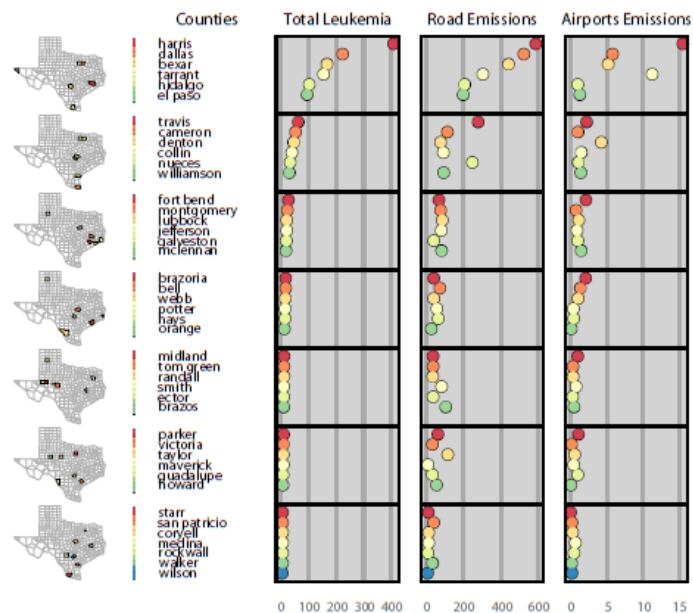 Counties Total Leukemia Road Emissions Airports Emissions
harris
dallas
bexar
tarrant
hidalgo
el paso
travis
cameron
denton
collin
nueces
williamson
fort bend
montgomery
lubbock
jefferson
galveston
mclennan
brazoria
bell
webb
potter
hays
orange
midland
tom green
randall
smith
ector
brazos
parker
victoria
taylor
maverick
guadalupe
howard
starr
san patricio
coryell
medina
rockwall
walker
wilson
0 100 200 300 400 0 200 400 600 0 5 10 15